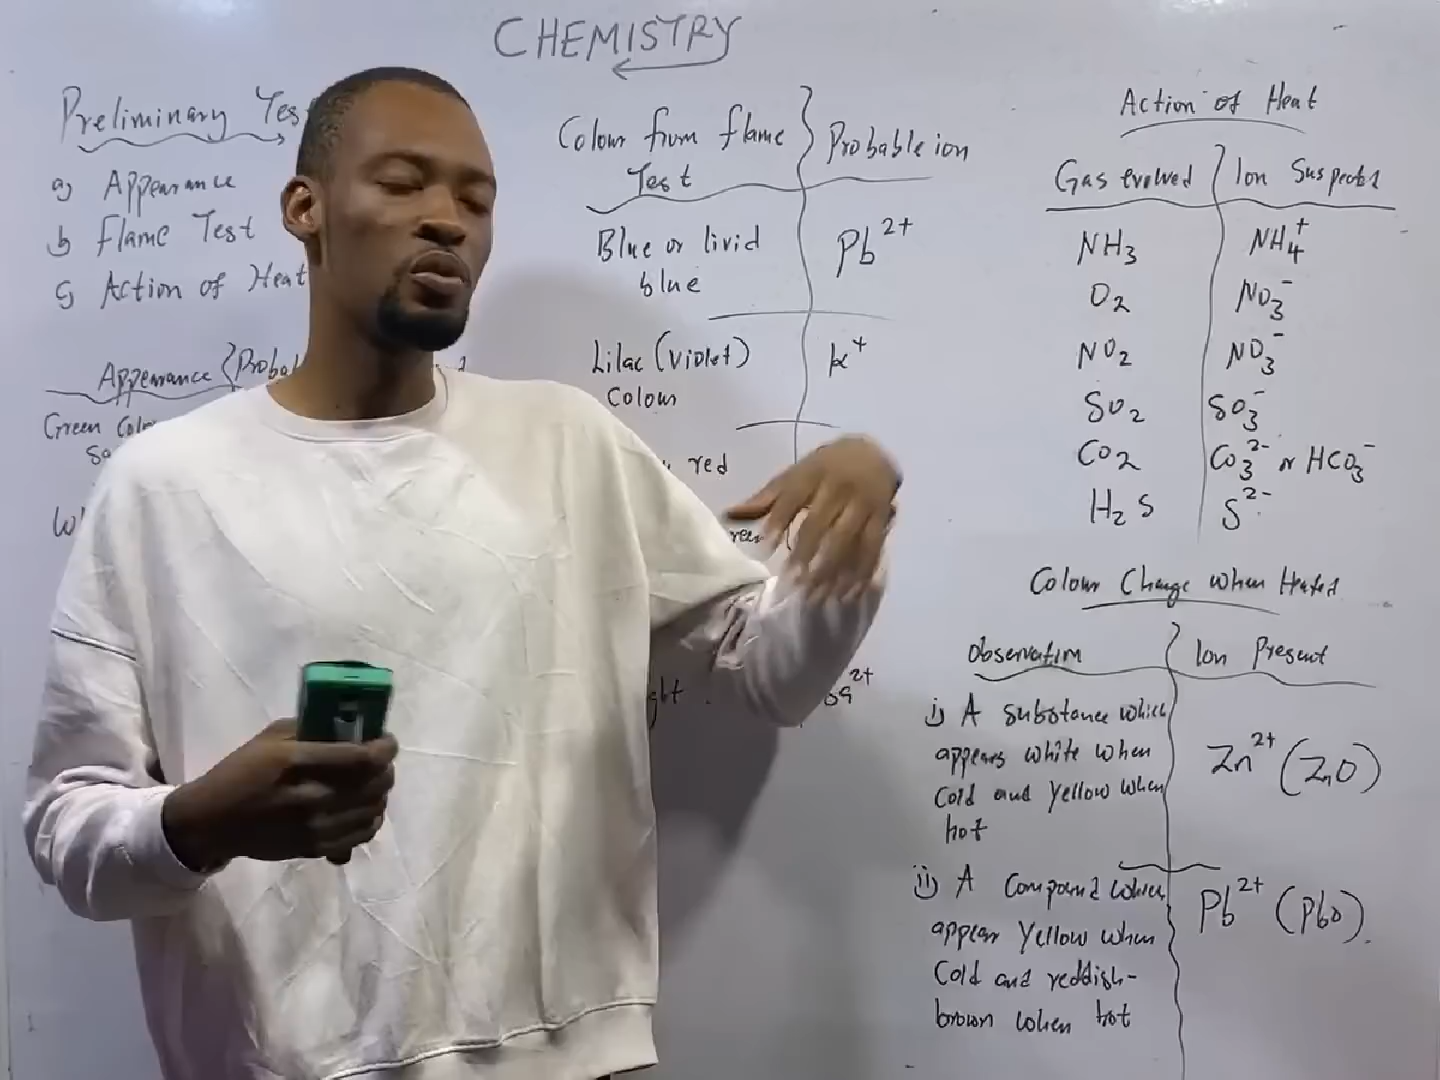 CHEMISTRY
Preliminary Tes
a) Appearance
b) Flame Test
c) Action of Heat
Appearance Probab
Green Colo
Colour from flame Test
Probable ion
Blue or livid blue
Pb²⁺
Lilac (violet) Colour
K⁺
red
Action of Heat
Gas evolved Ion Suspected
NH₃ NH₄⁺
O₂ NO₃⁻
NO₂ NO₃⁻
SO₂ SO₃⁻
CO₂ CO₃²⁻ or HCO₃⁻
H₂S S²⁻
Colour Change when Heated
Observation Ion Present
i) A substance which
appears white when
Cold and yellow when
hot
Zn²⁺ (ZnO)
ii) A Compound which
appear yellow when
Cold and reddish-
brown when hot
Pb²⁺ (PbO).